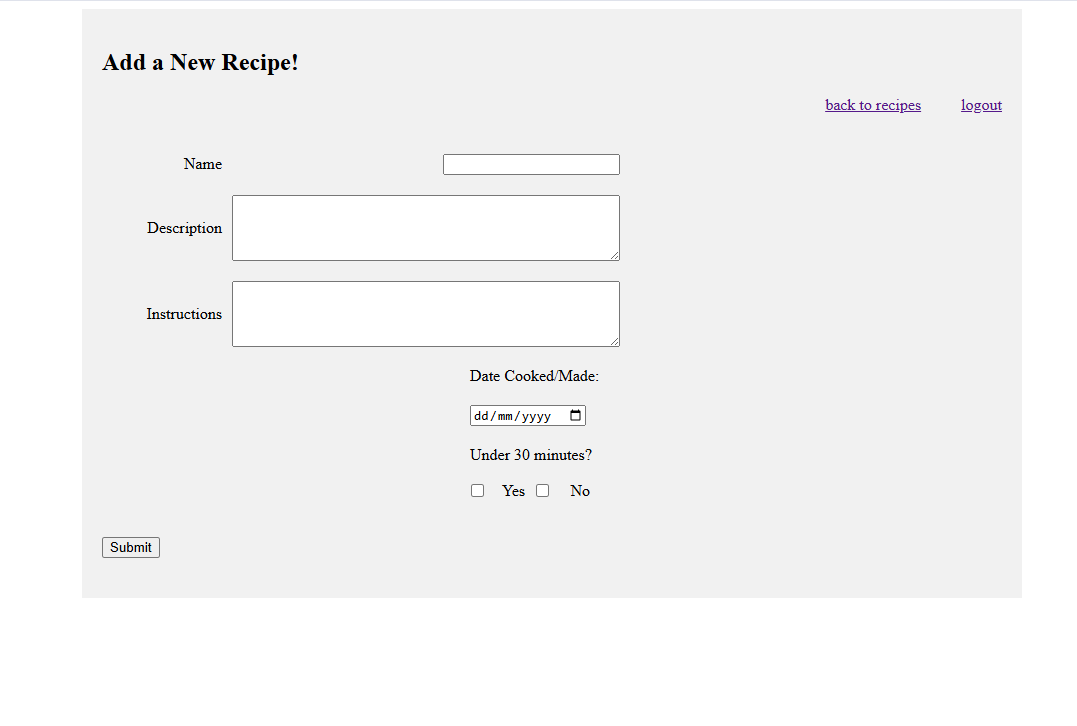 Add a New Recipe!
back to recipes logout
Name
Description
Instructions
Date Cooked/Made:
dd/mm/yyyy
Under 30 minutes?
Yes No
Submit